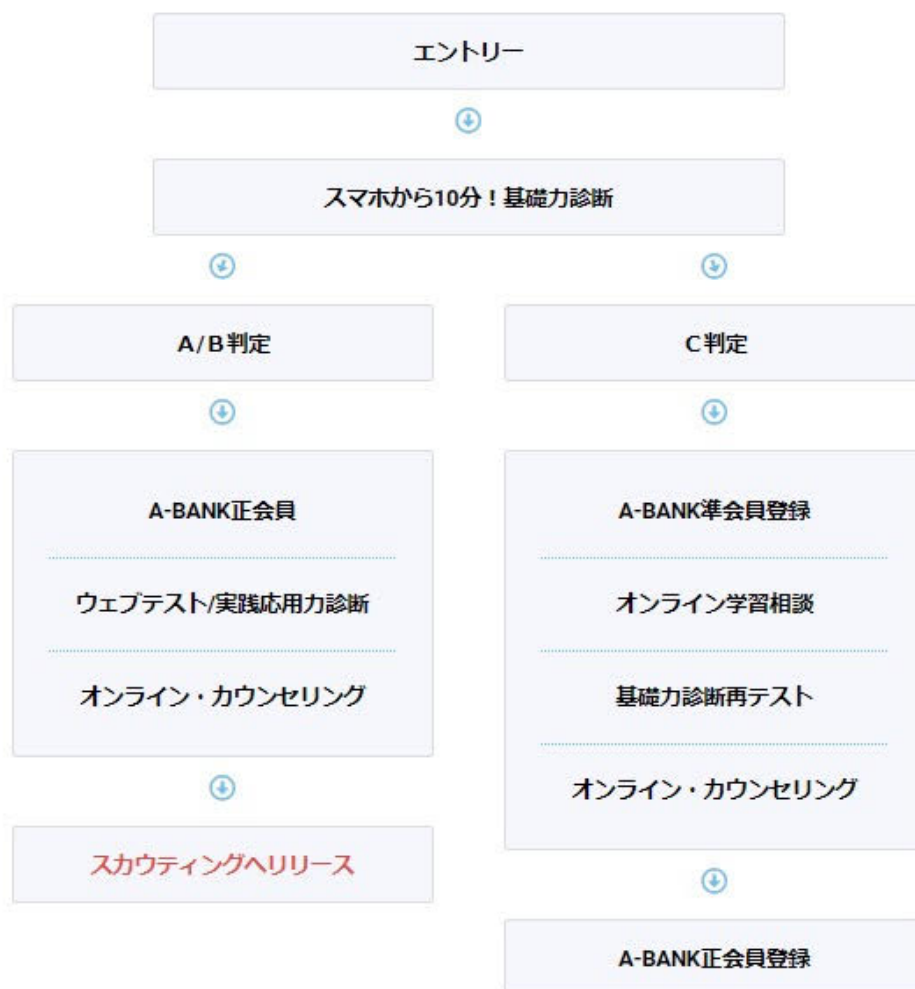 エントリー
スマホから10分！基礎力診断
A/B判定
C判定
A-BANK正会員
ウェブテスト/実践応用力診断
オンライン・カウンセリング
スカウティングへリリース
A-BANK準会員登録
オンライン学習相談
基礎力診断再テスト
オンライン・カウンセリング
A-BANK正会員登録